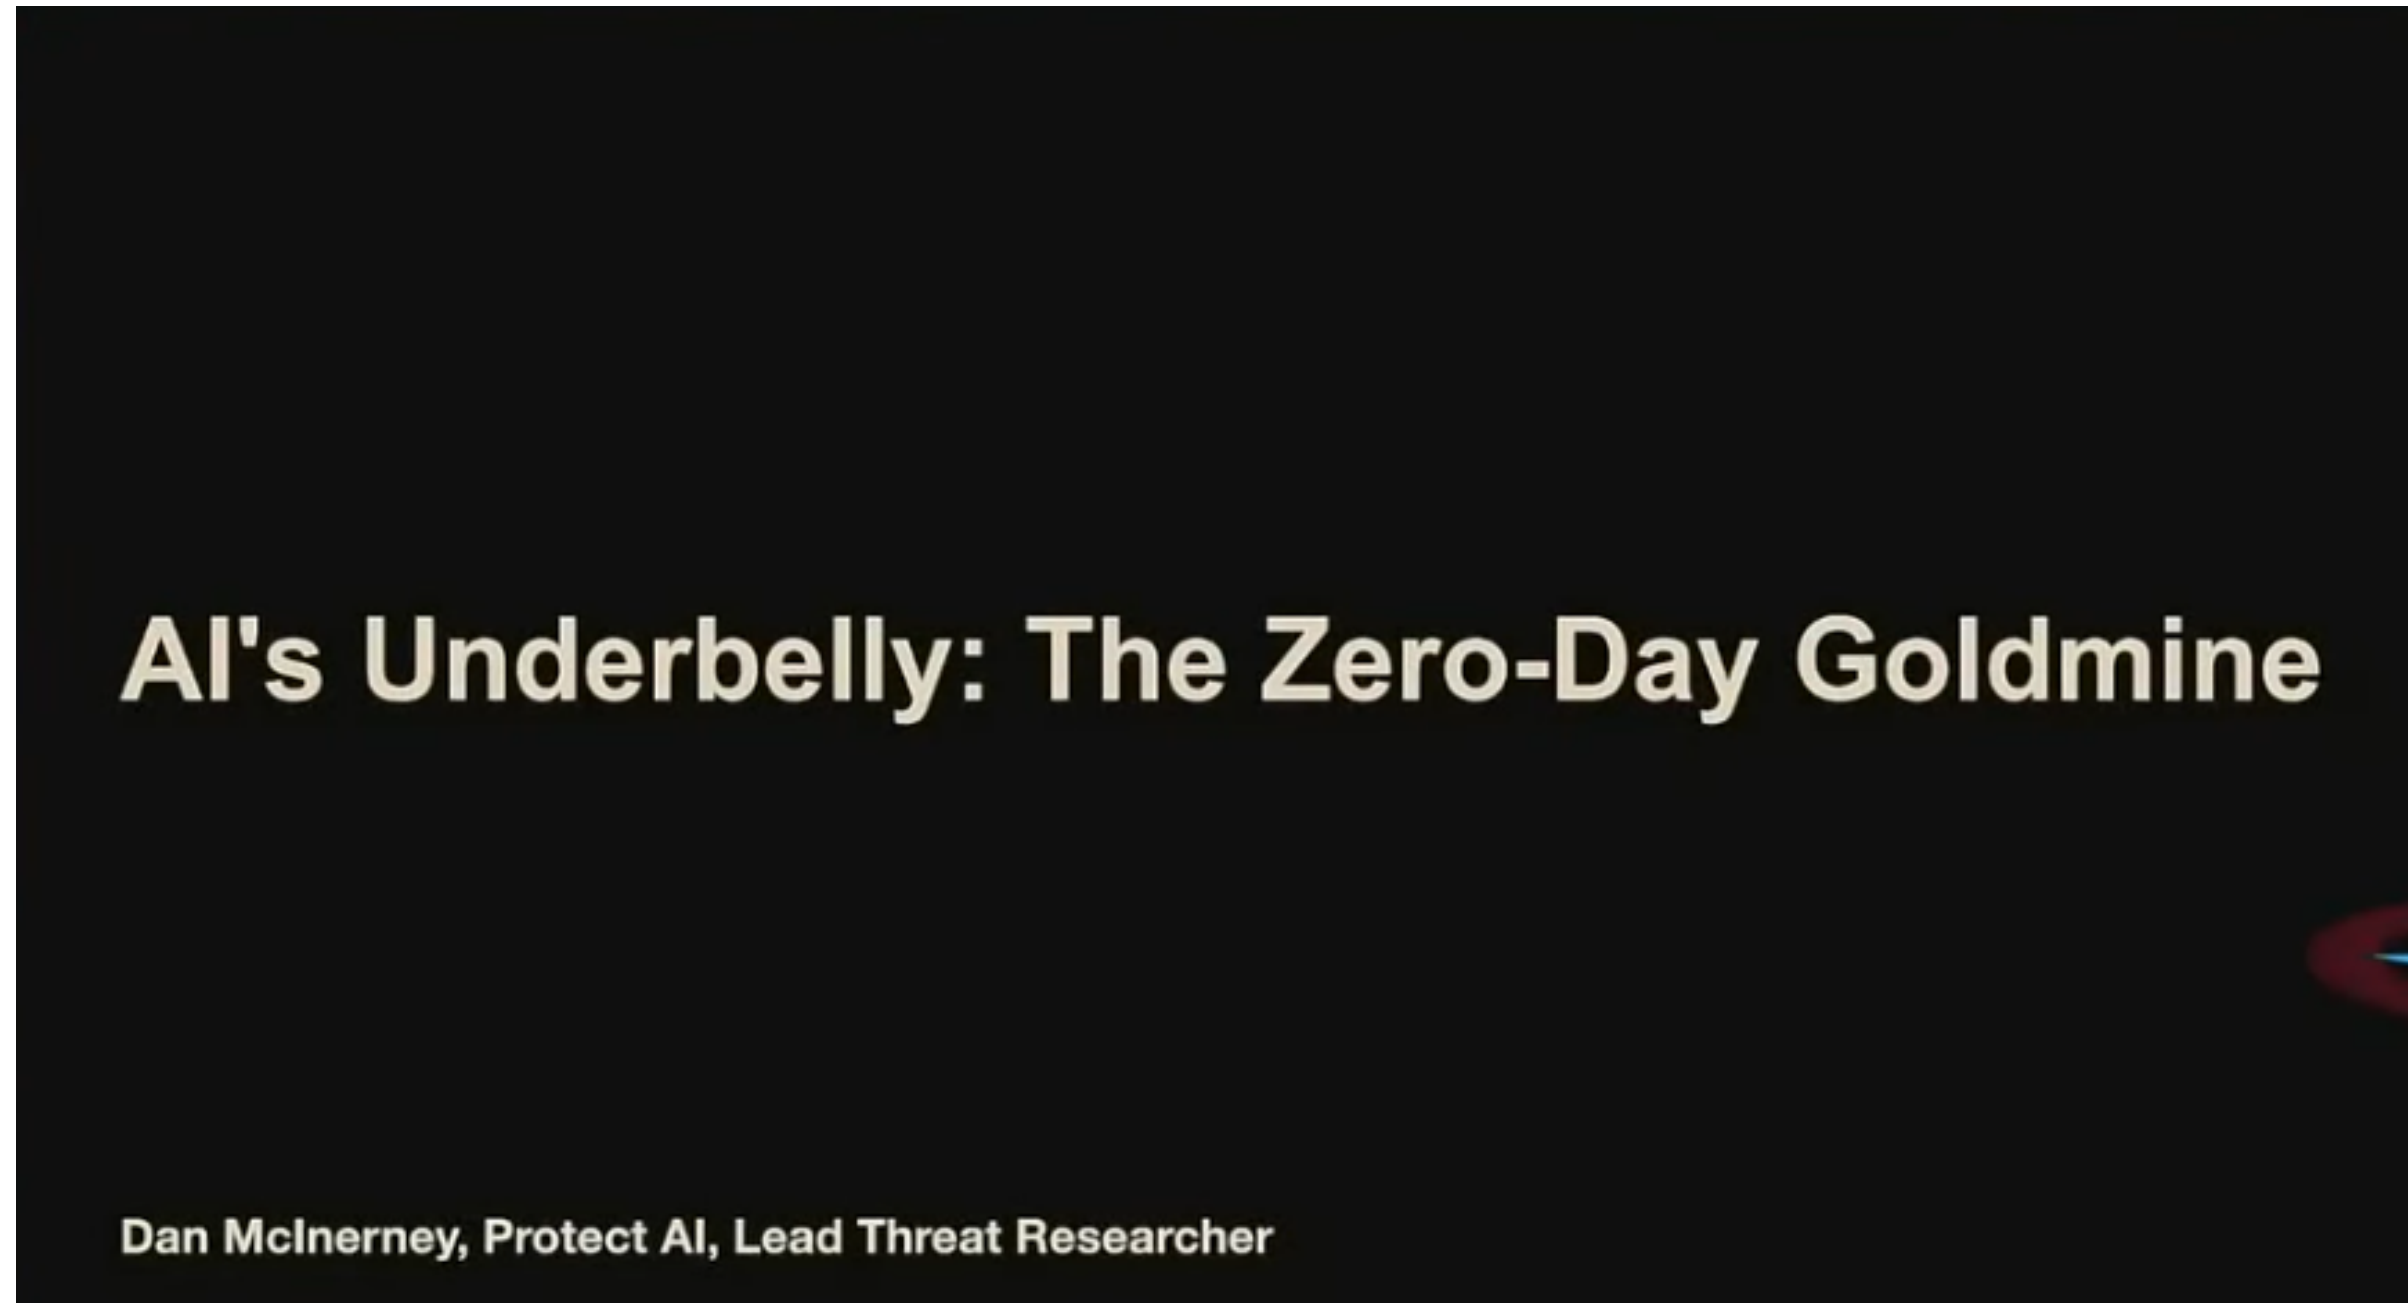 AI's Underbelly: The Zero-Day Goldmine
Dan McInerney, Protect AI, Lead Threat Researcher